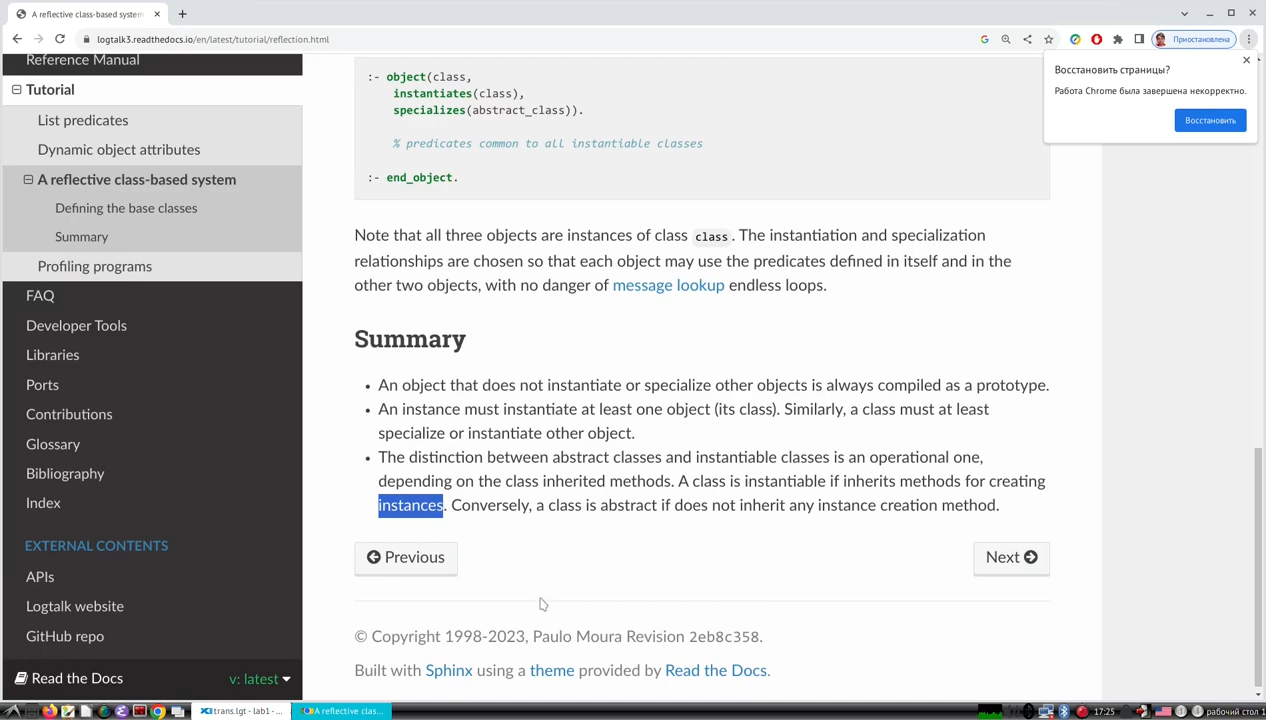 A reflective class-based system
logtalk3.readthedocs.io/en/latest/tutorial/reflection.html
Приостановлена
Восстановить страницы?
Работа Chrome была завершена некорректно.
Восстановить
Reference Manual
Tutorial
List predicates
Dynamic object attributes
A reflective class-based system
Defining the base classes
Summary
Profiling programs
FAQ
Developer Tools
Libraries
Ports
Contributions
Glossary
Bibliography
Index
EXTERNAL CONTENTS
APIs
Logtalk website
GitHub repo
Read the Docs
v: latest
:- object(class,
instantiates(class),
specializes(abstract_class)).
% predicates common to all instantiable classes
:- end_object.
Note that all three objects are instances of class class. The instantiation and specialization
relationships are chosen so that each object may use the predicates defined in itself and in the
other two objects, with no danger of message lookup endless loops.
Summary
• An object that does not instantiate or specialize other objects is always compiled as a prototype.
• An instance must instantiate at least one object (its class). Similarly, a class must at least
specialize or instantiate other object.
• The distinction between abstract classes and instantiable classes is an operational one,
depending on the class inherited methods. A class is instantiable if inherits methods for creating
instances. Conversely, a class is abstract if does not inherit any instance creation method.
Previous
Next
© Copyright 1998-2023, Paulo Moura Revision 2eb8c358.
Built with Sphinx using a theme provided by Read the Docs.
trans.lgt - lab1 - ...
A reflective clas...
17:25
рабочий стол 1